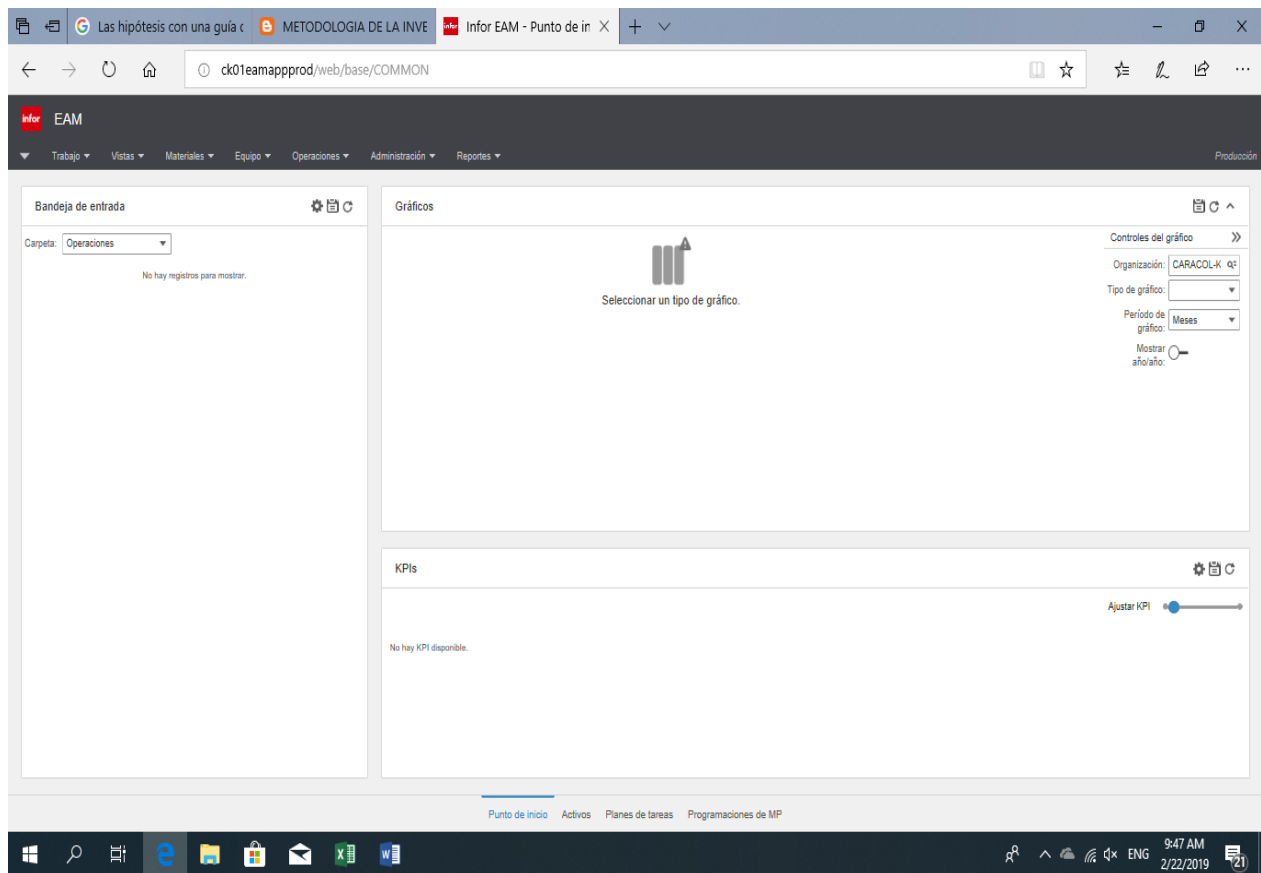 Las hipótesis con una guía c
METODOLOGIA DE LA INVE
infor
Infor EAM - Punto de in
ck01eamappprod/web/base/COMMON
infor EAM
Trabajo Vistas Materiales Equipo Operaciones Administración Reportes Producción
Bandeja de entrada
Carpeta: Operaciones
No hay registros para mostrar.
Gráficos
Seleccionar un tipo de gráfico.
Controles del gráfico
Organización: CARACOL-K
Tipo de gráfico:
Período de
gráfico: Meses
Mostrar
año/año:
KPIs
Ajustar KPI
No hay KPI disponible.
Punto de inicio Activos Planes de tareas Programaciones de MP
ENG
9:47 AM
2/22/2019
21